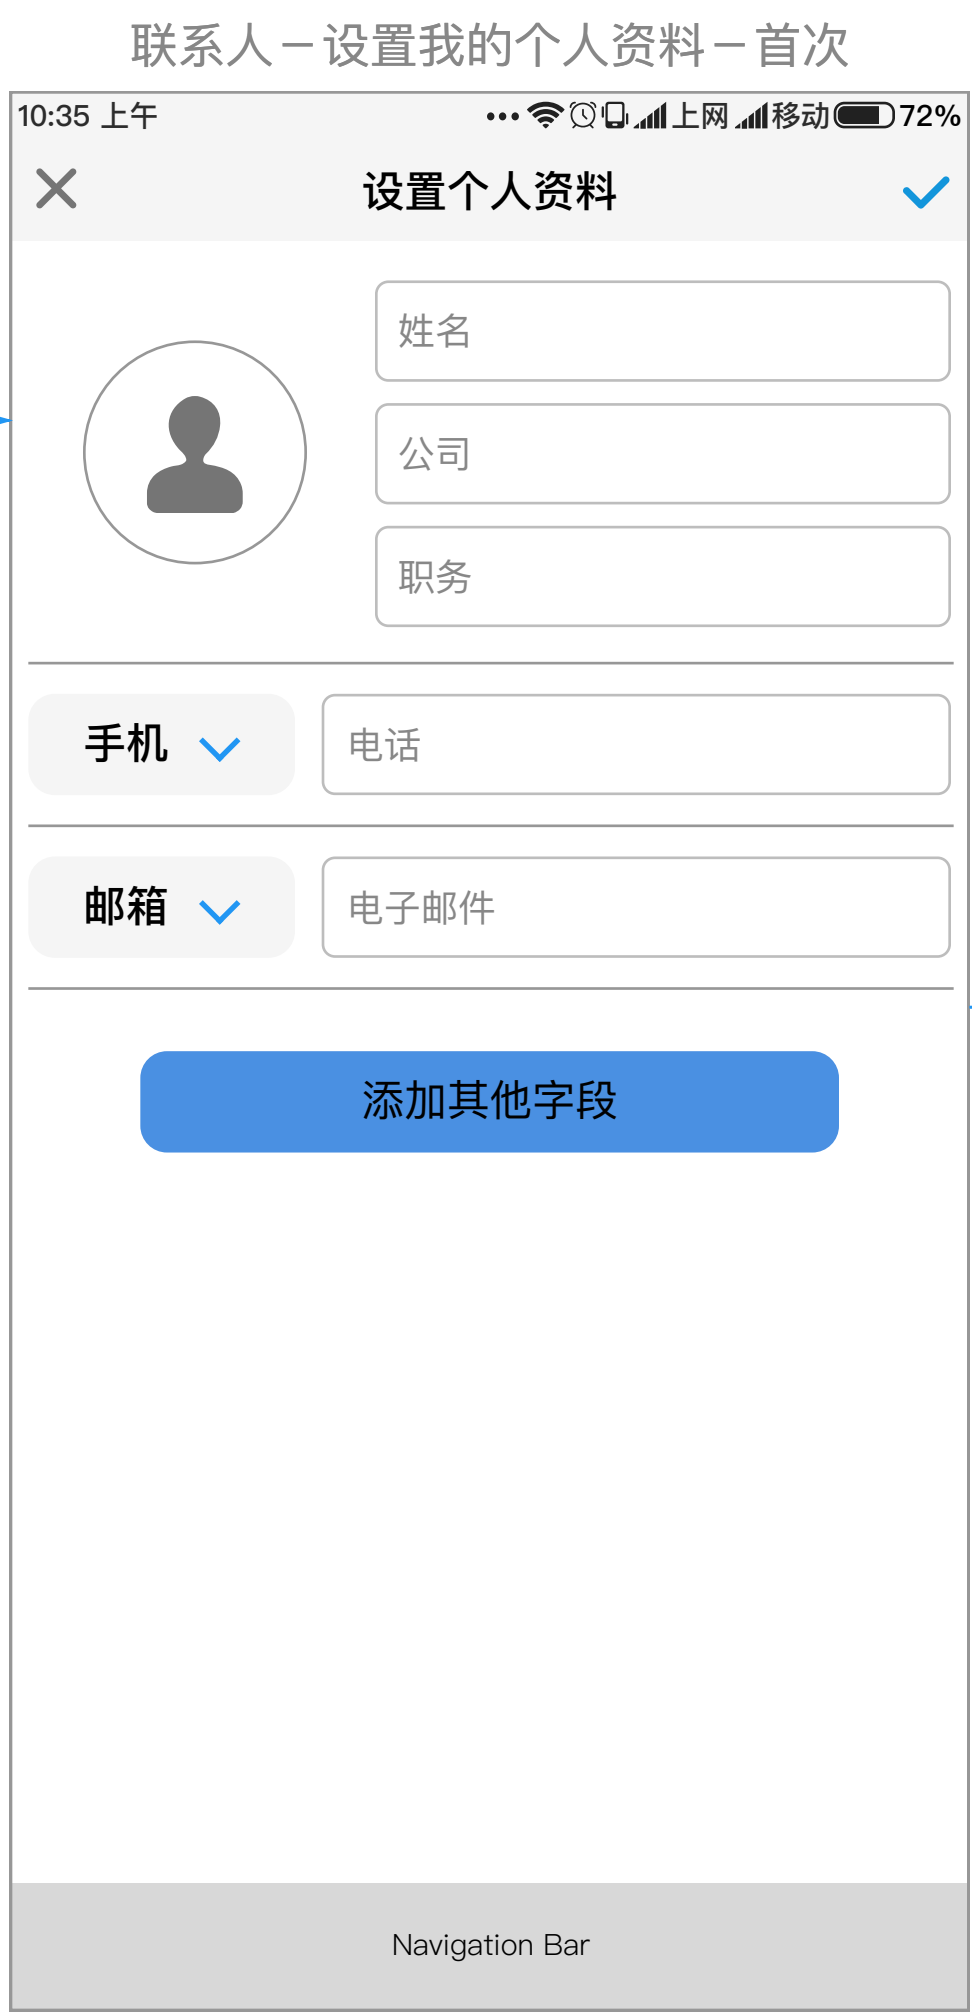 联系人－设置我的个人资料－首次
10:35 上午 ••• 上网 移动 72%
设置个人资料
姓名
公司
职务
手机 电话
邮箱 电子邮件
添加其他字段
Navigation Bar